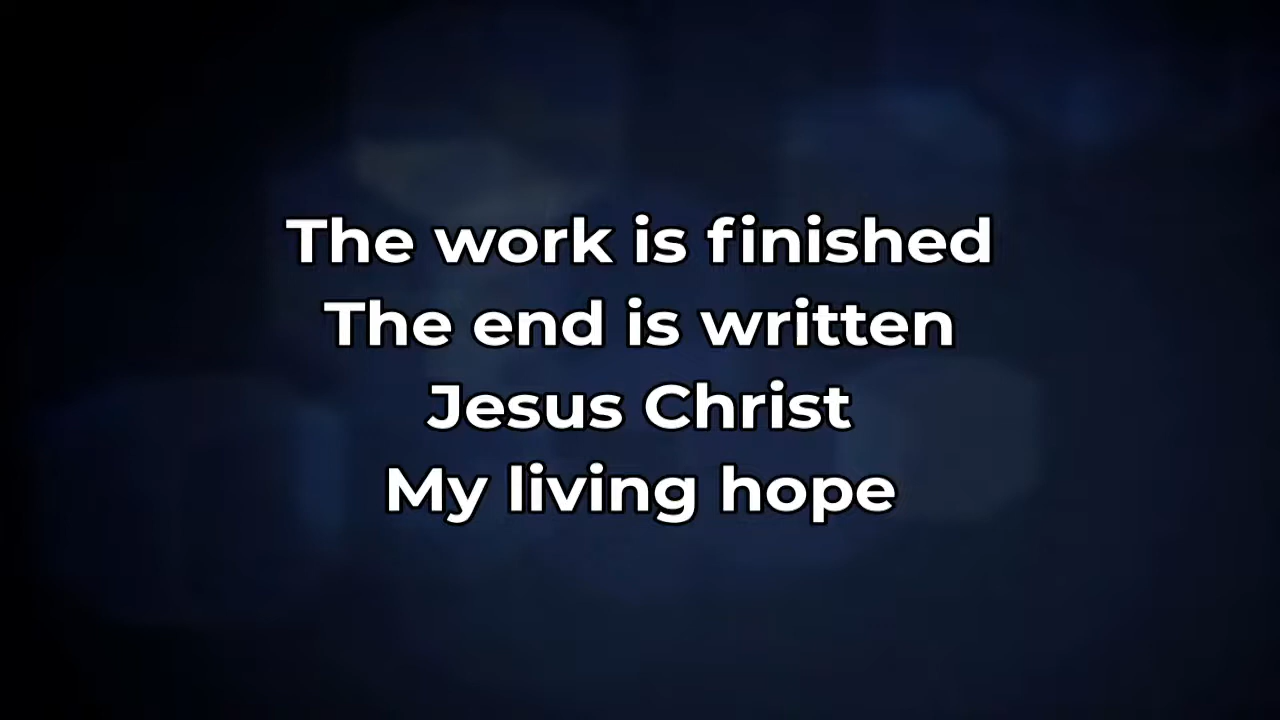 The work is finished
The end is written
Jesus Christ
My living hope